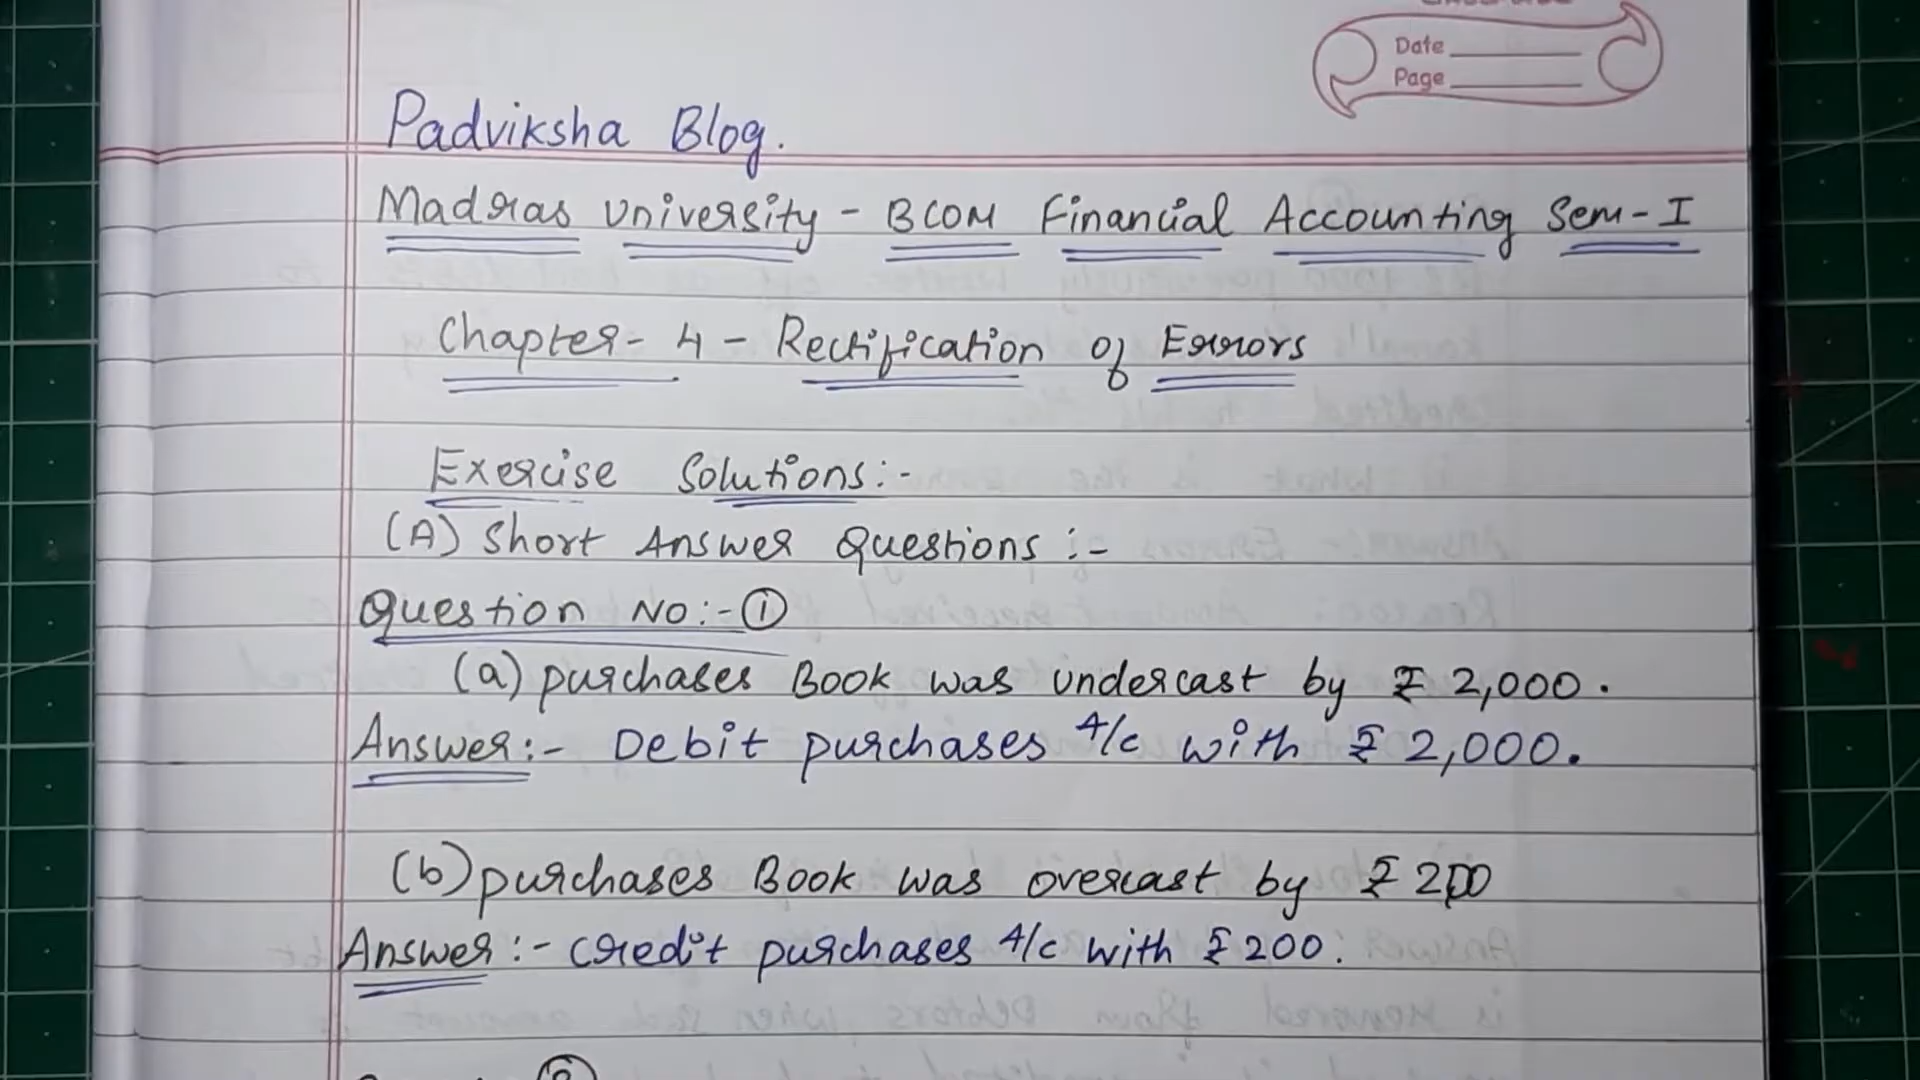 Date
Page
Padviksha Blog.
Madras University - BCOM Financial Accounting Sem-I
Chapter- 4 - Rectification of Errors
Exercise Solutions:-
(A) Short Answer Questions :-
Question No:- ①
(a) purchases Book was undercast by ₹ 2,000.
Answer:- Debit purchases A/c with ₹ 2,000.
(b) purchases Book was overcast by ₹ 200
Answer :- credit purchases A/c with ₹ 200.